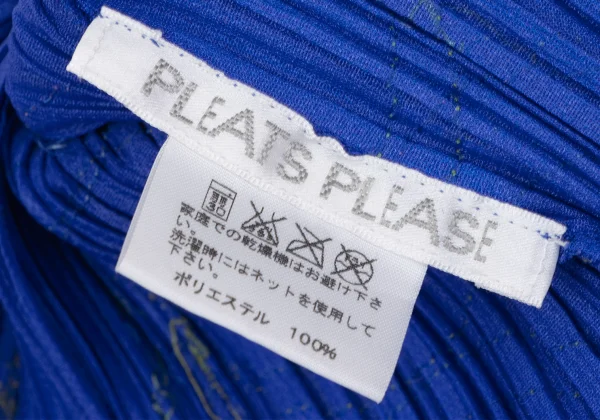 PLEATS PLEASE
家庭での乾燥機はお避け下さ
い。
洗濯時にはネットを使用して
下さい。
ポリエステル 100%